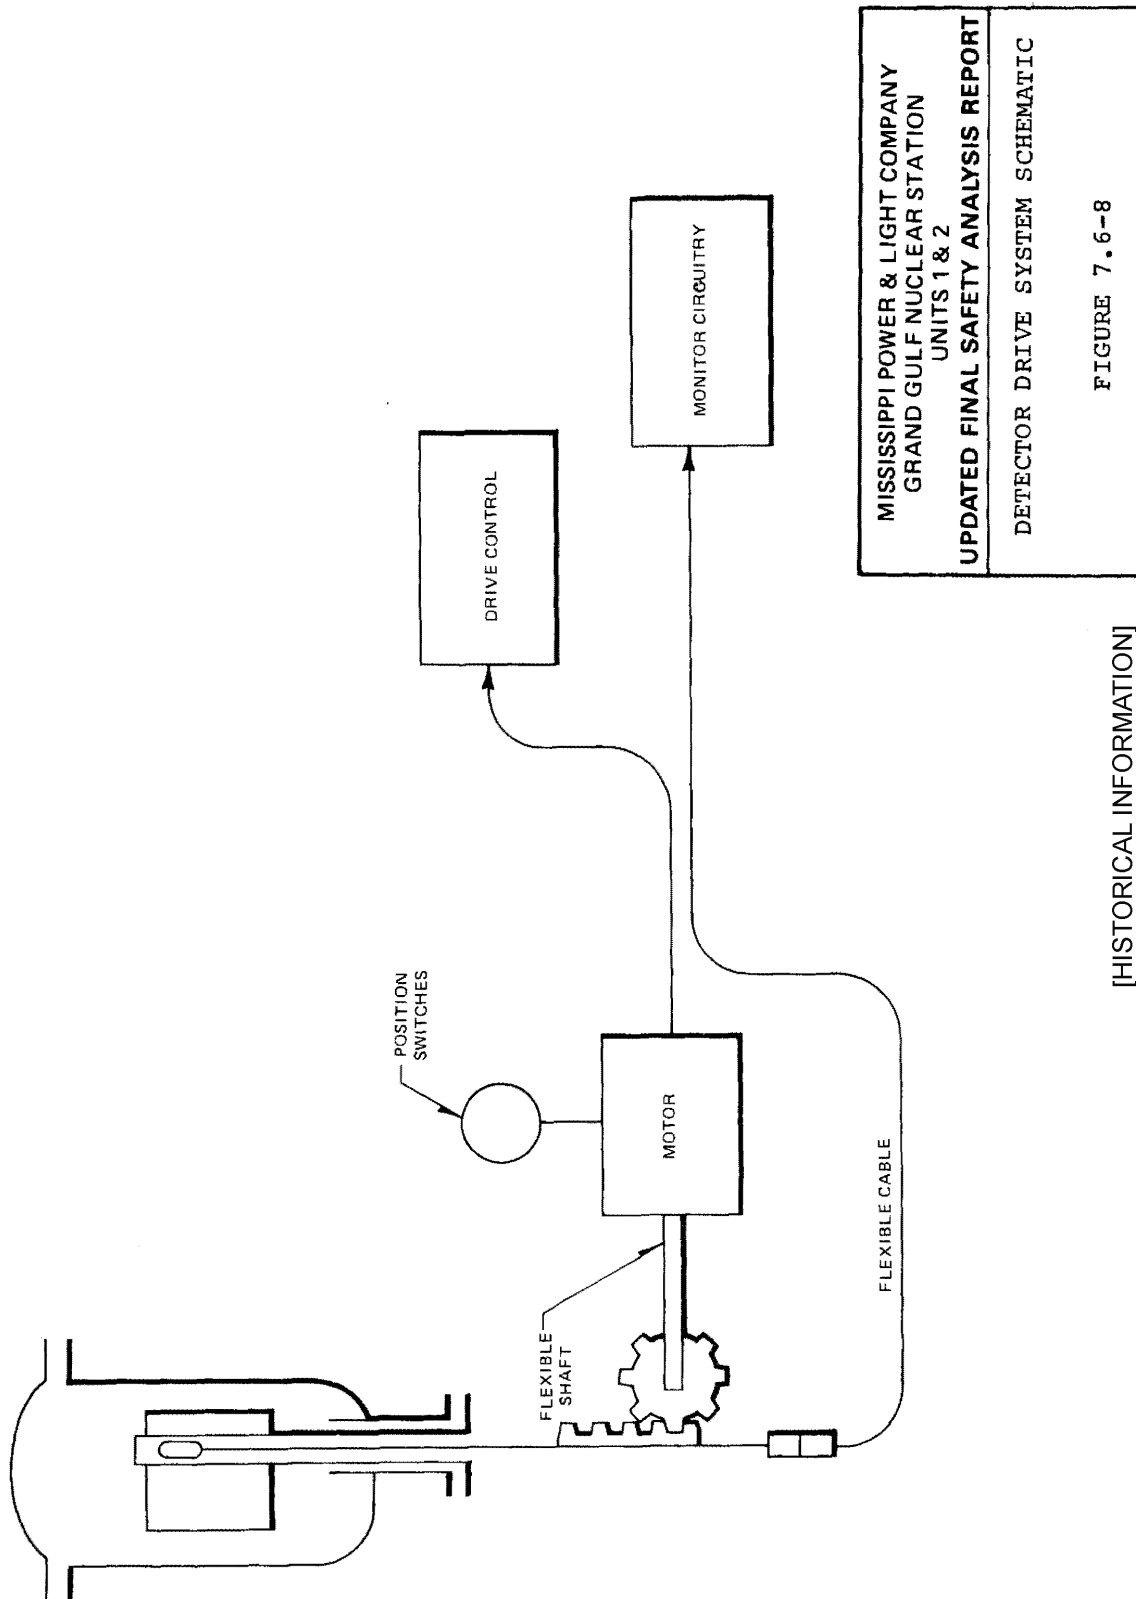 POSITION
SWITCHES
FLEXIBLE
SHAFT
MOTOR
DRIVE CONTROL
MONITOR CIRCUITRY
FLEXIBLE CABLE
MISSISSIPPI POWER & LIGHT COMPANY
GRAND GULF NUCLEAR STATION
UNITS 1 & 2
UPDATED FINAL SAFETY ANALYSIS REPORT
DETECTOR DRIVE SYSTEM SCHEMATIC
FIGURE 7.6-8
[HISTORICAL INFORMATION]